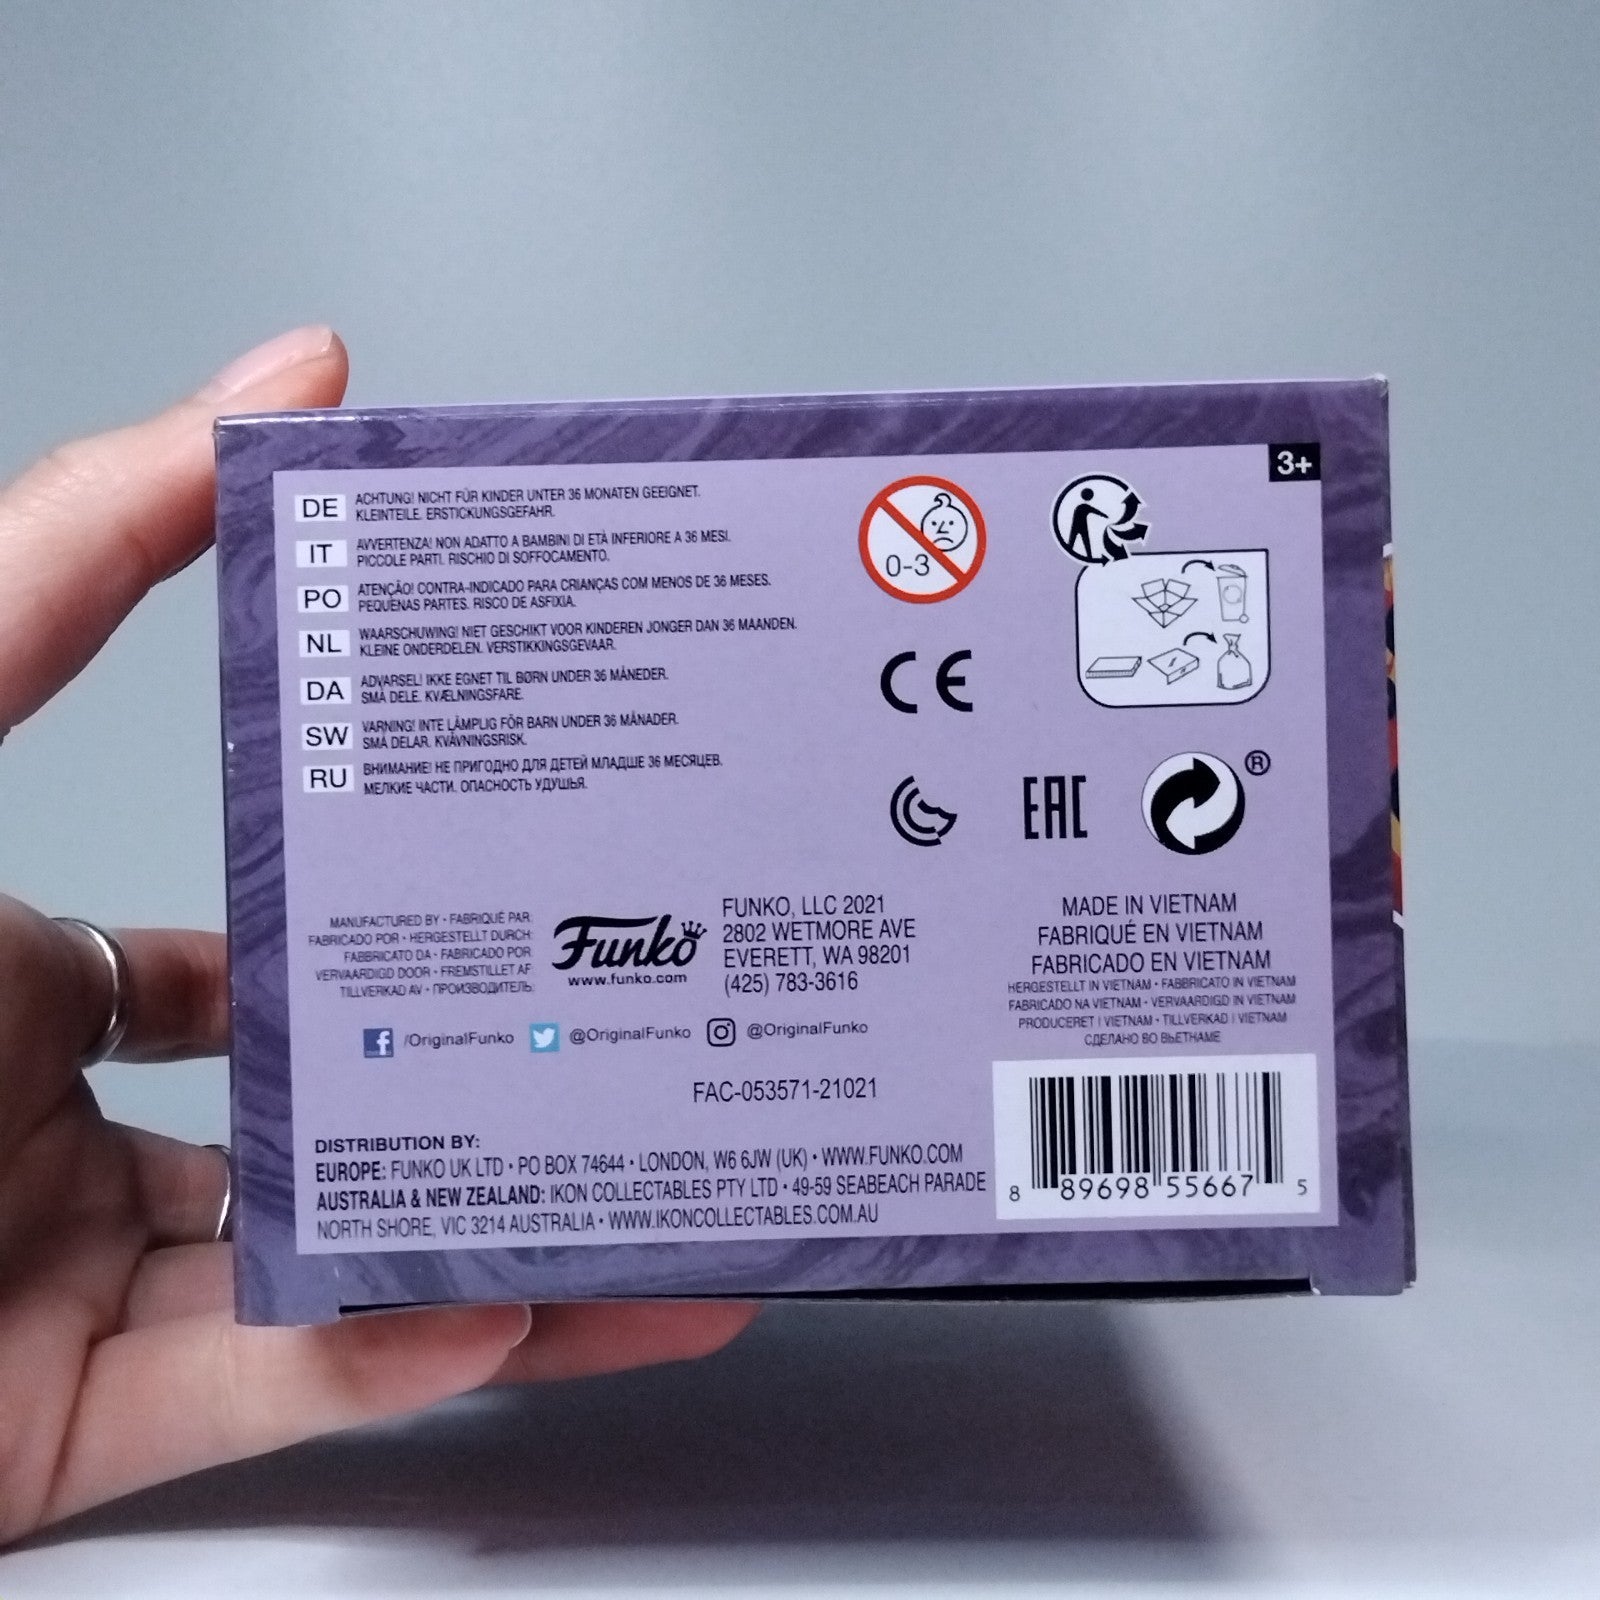 3+
DE
ACHTUNG! NICHT FÜR KINDER UNTER 36 MONATEN GEEIGNET.
KLEINTEILE. ERSTICKUNGSGEFAHR.
IT
AVVERTENZA! NON ADATTO A BAMBINI DI ETÀ INFERIORE A 36 MESI.
PICCOLE PARTI. RISCHIO DI SOFFOCAMENTO.
PO
ATENÇÃO! CONTRA-INDICADO PARA CRIANÇAS COM MENOS DE 36 MESES.
PEQUENAS PARTES. RISCO DE ASFIXIA.
NL
WAARSCHUWING! NIET GESCHIKT VOOR KINDEREN JONGER DAN 36 MAANDEN.
KLEINE ONDERDELEN. VERSTIKKINGSGEVAAR.
DA
ADVARSEL! IKKE EGNET TIL BØRN UNDER 36 MÅNEDER.
SMÅ DELE. KVÆLNINGSFARE.
SW
VARNING! INTE LÄMPLIG FÖR BARN UNDER 36 MÅNADER.
SMÅ DELAR. KVÄVNINGSRISK.
RU
ВНИМАНИЕ! НЕ ПРИГОДНО ДЛЯ ДЕТЕЙ МЛАДШЕ 36 МЕСЯЦЕВ.
МЕЛКИЕ ЧАСТИ. ОПАСНОСТЬ УДУШЬЯ.
0-3
CE
EAC
®
MANUFACTURED BY • FABRIQUÉ PAR:
FABRICADO POR • HERGESTELLT DURCH:
FABBRICATO DA • FABRICADO POR:
VERVAARDIGD DOOR • FREMSTILLET AF:
TILLVERKAD AV • ПРОИЗВОДИТЕЛЬ:
Funko
www.funko.com
FUNKO, LLC 2021
2802 WETMORE AVE
EVERETT, WA 98201
(425) 783-3616
MADE IN VIETNAM
FABRIQUÉ EN VIETNAM
FABRICADO EN VIETNAM
HERGESTELLT IN VIETNAM • FABBRICATO IN VIETNAM
FABRICADO NA VIETNAM • VERVAARDIGD IN VIETNAM
PRODUCERET I VIETNAM • TILLVERKAD I VIETNAM
СДЕЛАНО ВО ВЬЕТНАМЕ
f /OriginalFunko @OriginalFunko @OriginalFunko
FAC-053571-21021
DISTRIBUTION BY:
EUROPE: FUNKO UK LTD • PO BOX 74644 • LONDON, W6 6JW (UK) • WWW.FUNKO.COM
AUSTRALIA & NEW ZEALAND: IKON COLLECTABLES PTY LTD • 49-59 SEABEACH PARADE
NORTH SHORE, VIC 3214 AUSTRALIA • WWW.IKONCOLLECTABLES.COM.AU
8 89698 55667 5